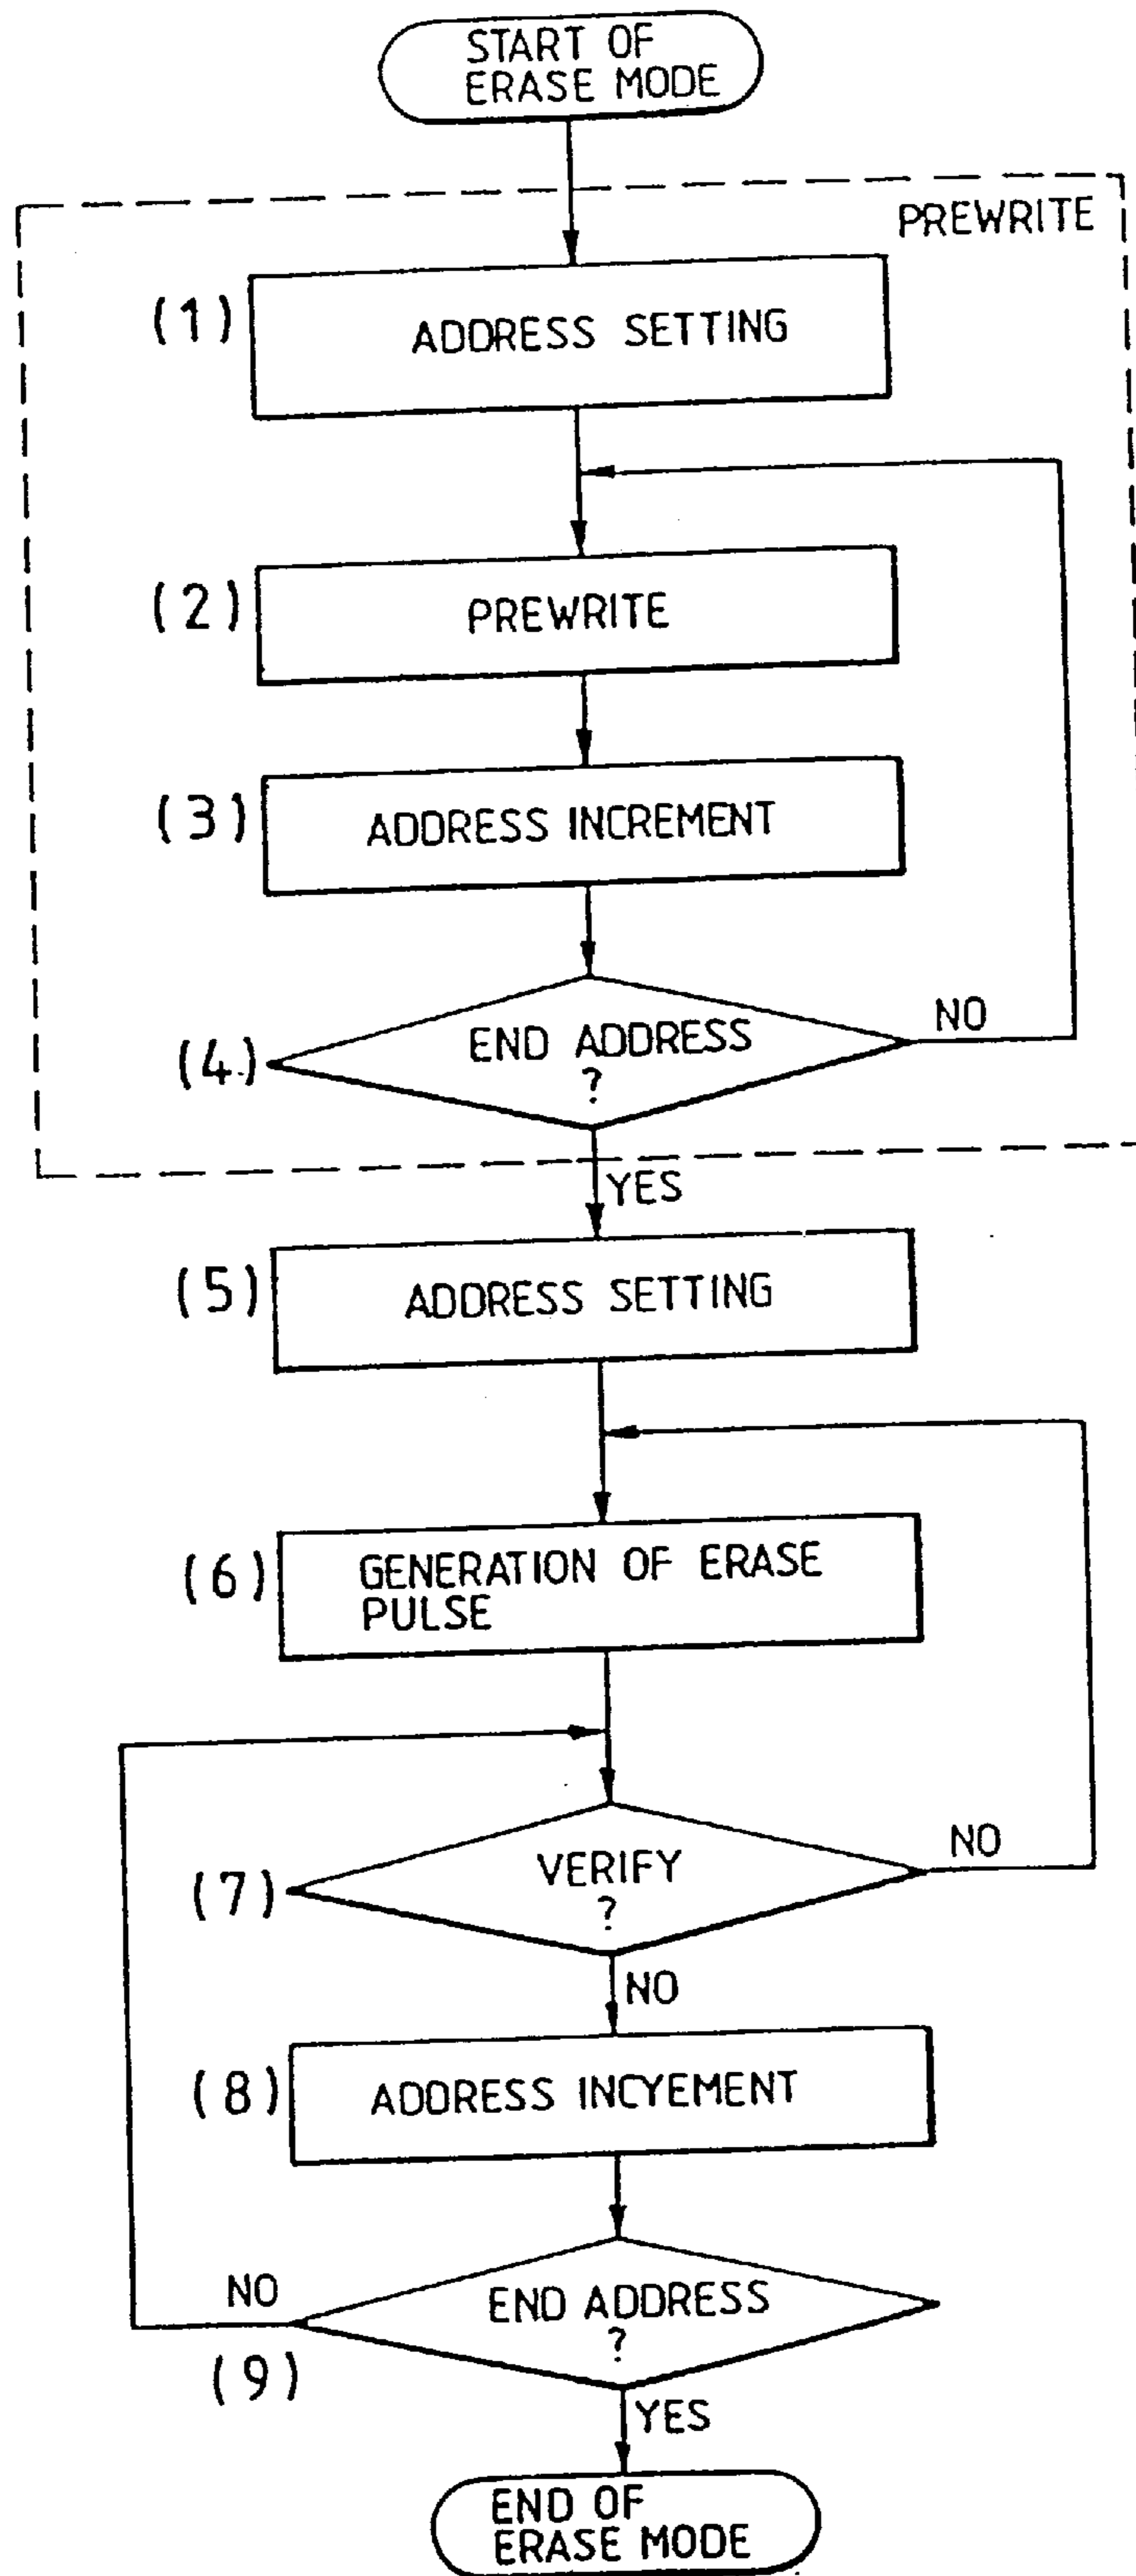 START OF
ERASE MODE
PREWRITE
(1)
ADDRESS SETTING
(2)
PREWRITE
(3)
ADDRESS INCREMENT
(4)
END ADDRESS
?
NO
YES
(5)
ADDRESS SETTING
(6)
GENERATION OF ERASE
PULSE
(7)
VERIFY
?
NO
NO
(8)
ADDRESS INCYEMENT
NO
END ADDRESS
?
(9)
YES
END OF
ERASE MODE